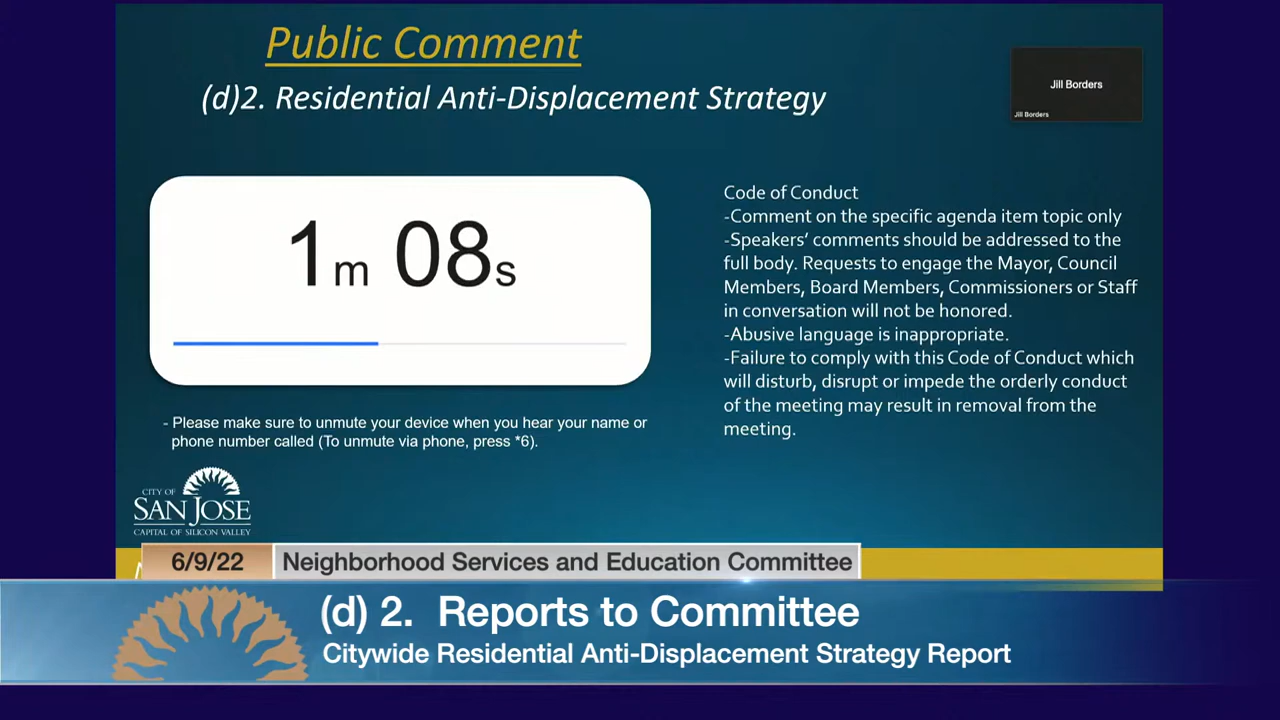 Public Comment
(d)2. Residential Anti-Displacement Strategy
Jill Borders
Jill Borders
1m 08s
- Please make sure to unmute your device when you hear your name or
phone number called (To unmute via phone, press *6).
Code of Conduct
-Comment on the specific agenda item topic only
-Speakers' comments should be addressed to the
full body. Requests to engage the Mayor, Council
Members, Board Members, Commissioners or Staff
in conversation will not be honored.
-Abusive language is inappropriate.
-Failure to comply with this Code of Conduct which
will disturb, disrupt or impede the orderly conduct
of the meeting may result in removal from the
meeting.
CITY OF
SAN JOSE
CAPITAL OF SILICON VALLEY
6/9/22
Neighborhood Services and Education Committee
(d) 2. Reports to Committee
Citywide Residential Anti-Displacement Strategy Report